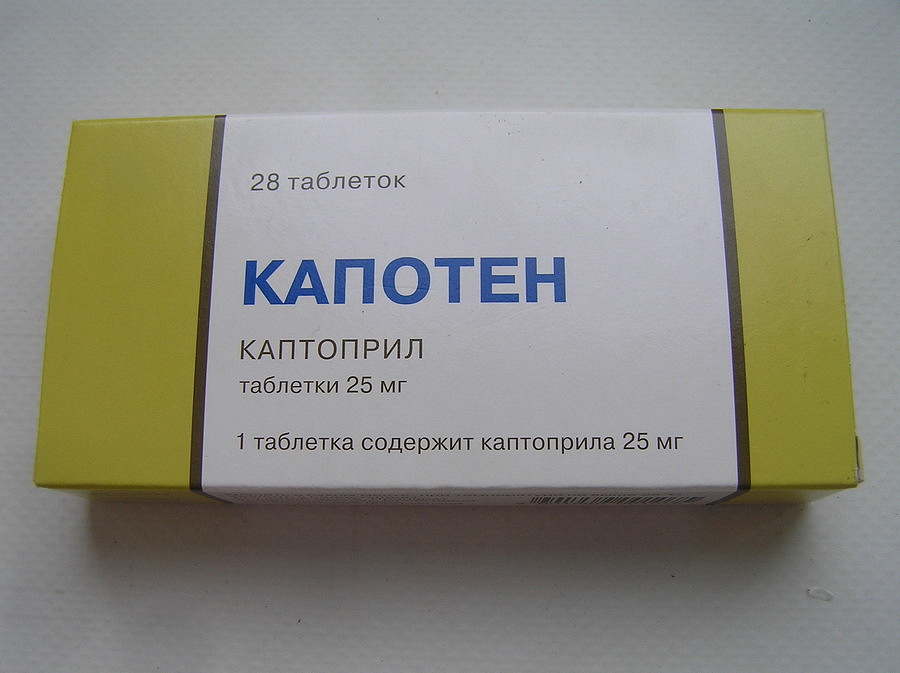 28 таблеток
КАПОТЕН
КАПТОПРИЛ
таблетки 25 мг
1 таблетка содержит каптоприла 25 мг